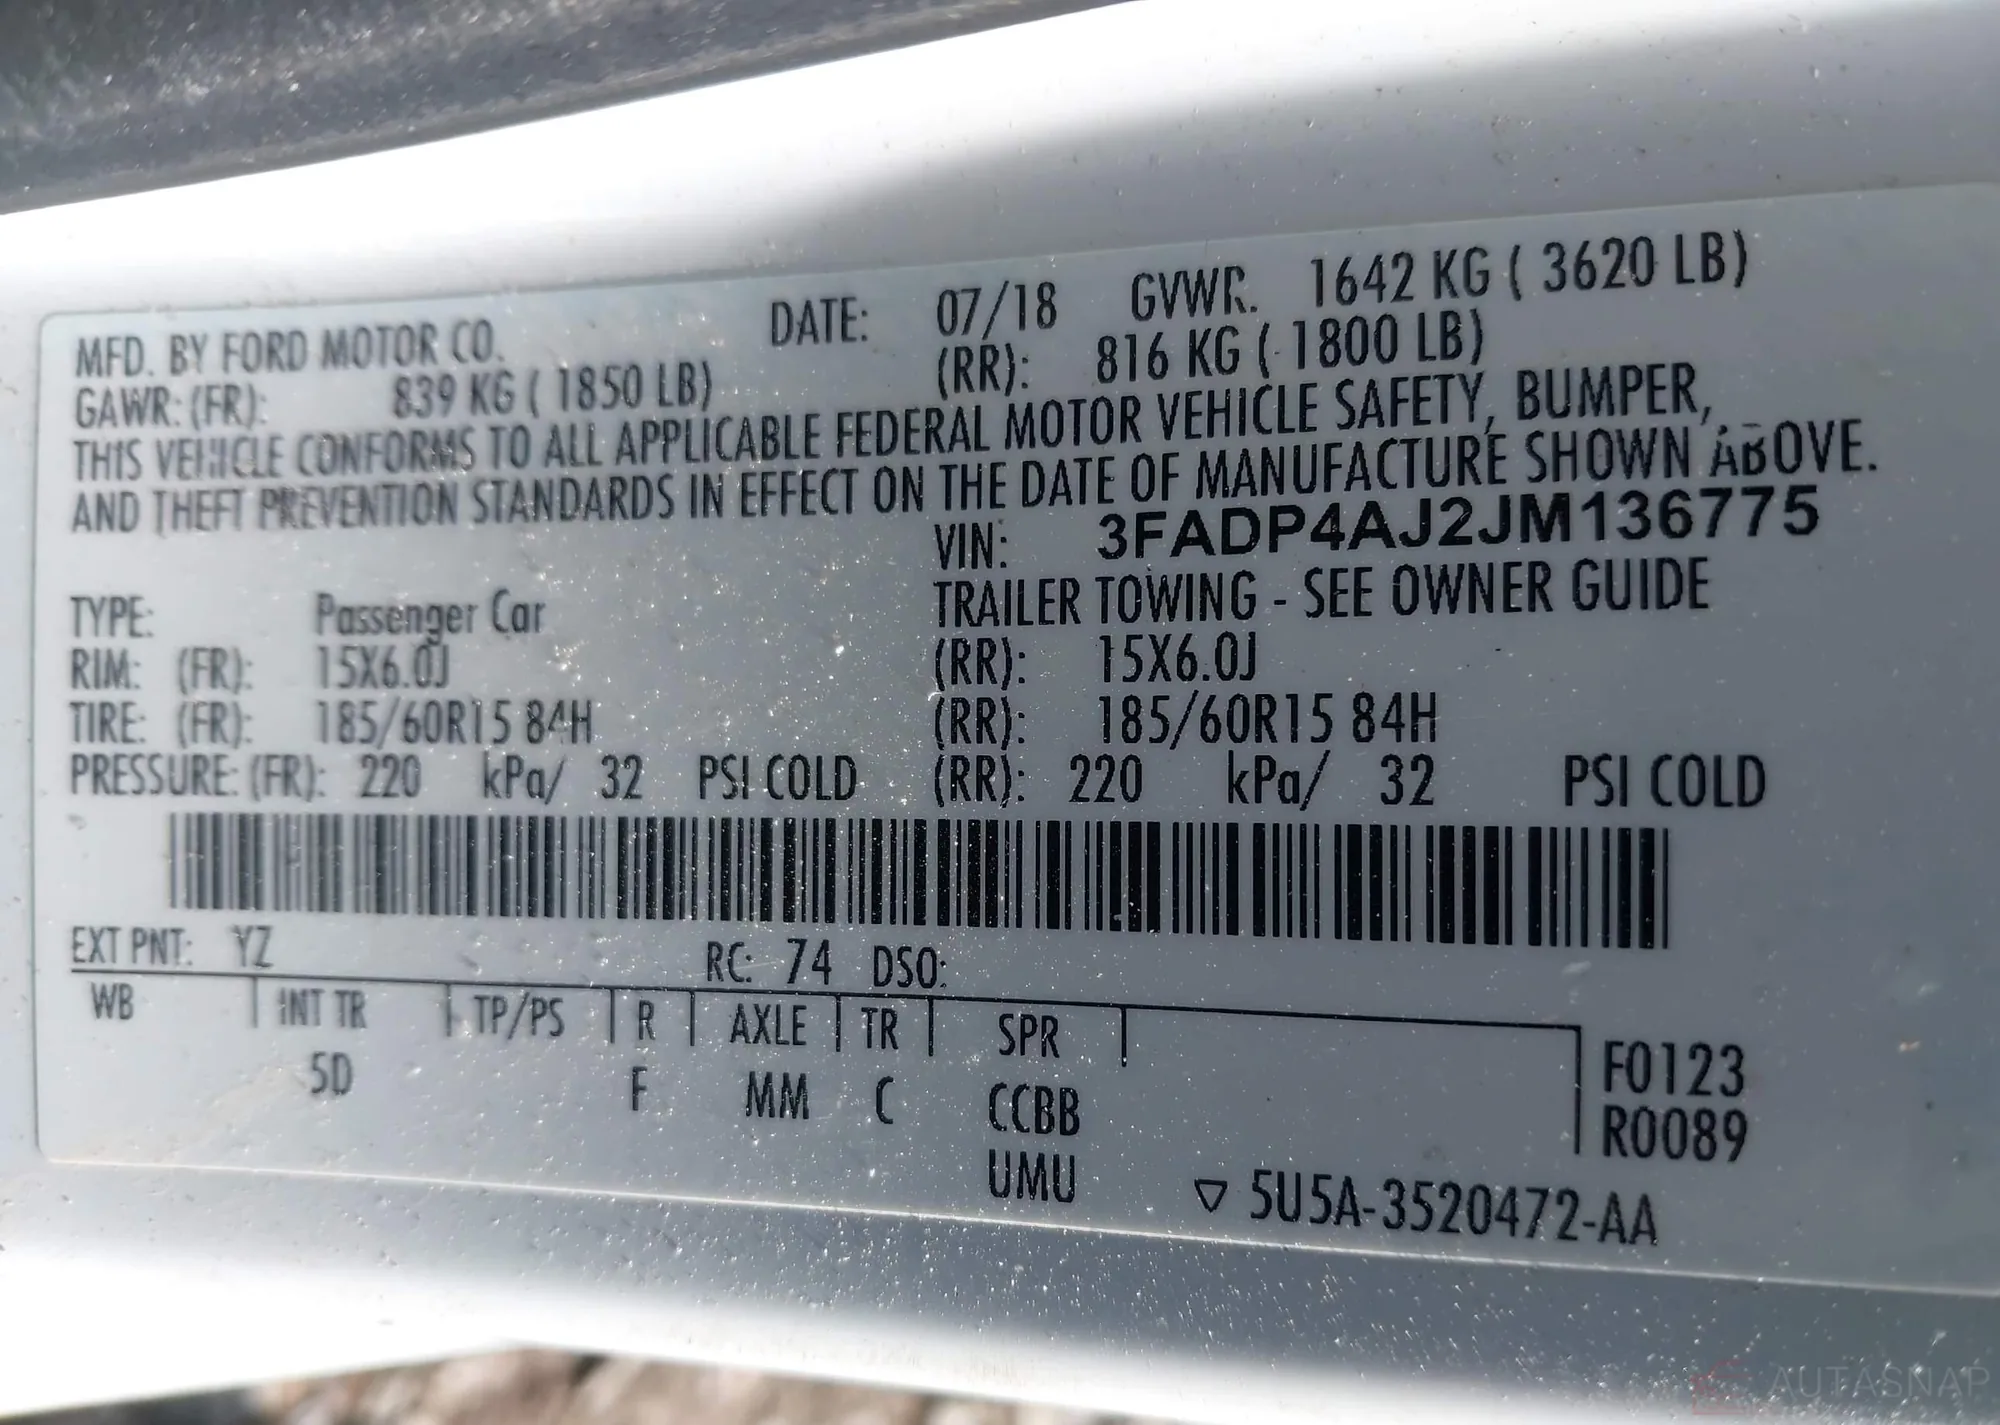 MFD. BY FORD MOTOR CO. DATE: 07/18 GVWR. 1642 KG ( 3620 LB)
GAWR: (FR): 839 KG ( 1850 LB) (RR): 816 KG ( 1800 LB)
THIS VEHICLE CONFORMS TO ALL APPLICABLE FEDERAL MOTOR VEHICLE SAFETY, BUMPER,
AND THEFT PREVENTION STANDARDS IN EFFECT ON THE DATE OF MANUFACTURE SHOWN ABOVE.
VIN: 3FADP4AJ2JM136775
TYPE: Passenger Car TRAILER TOWING - SEE OWNER GUIDE
RIM: (FR): 15X6.0J (RR): 15X6.0J
TIRE: (FR): 185/60R15 84H (RR): 185/60R15 84H
PRESSURE: (FR): 220 kPa/ 32 PSI COLD (RR): 220 kPa/ 32 PSI COLD
EXT PNT: YZ RC: 74 DSO:
WB INT TR TP/PS R AXLE TR SPR
5D F MM C CCBB
F0123
R0089
UMU
▽ 5U5A-3520472-AA
AUTASNAP